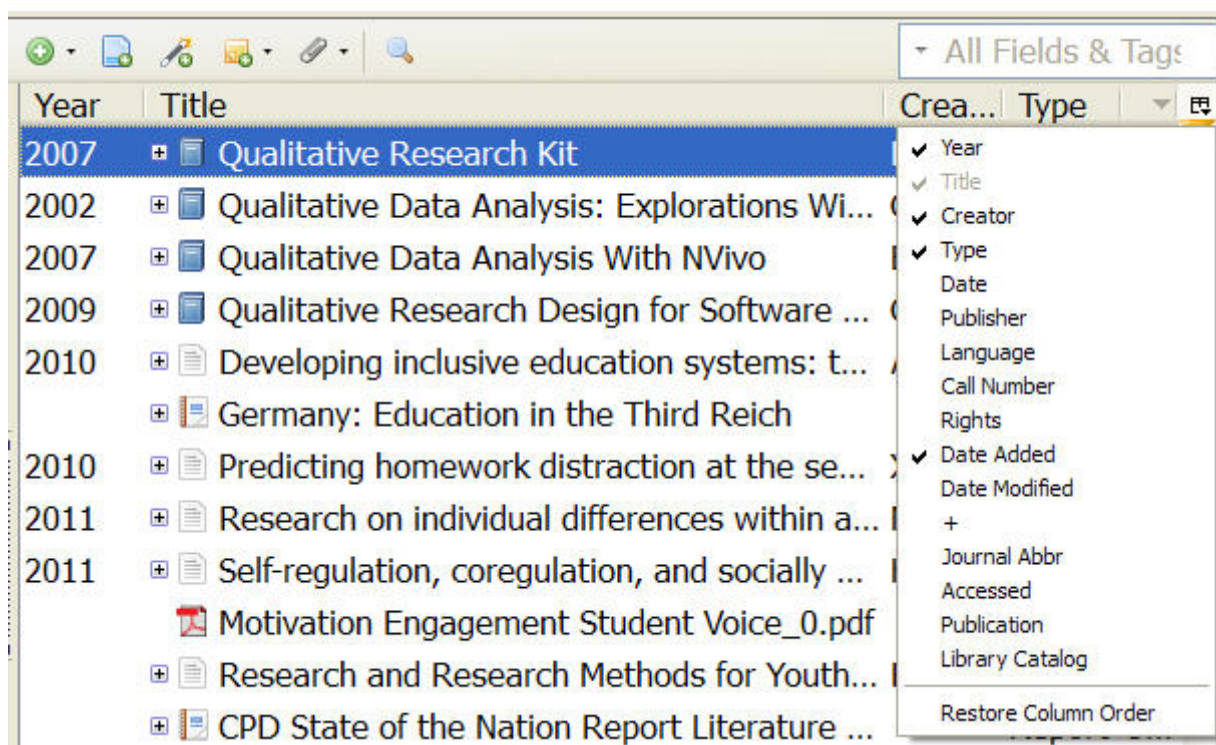 All Fields & Tags
Year Title Crea... Type
2007 Qualitative Research Kit
2002 Qualitative Data Analysis: Explorations Wi...
2007 Qualitative Data Analysis With NVivo
2009 Qualitative Research Design for Software ...
2010 Developing inclusive education systems: t...
Germany: Education in the Third Reich
2010 Predicting homework distraction at the se...
2011 Research on individual differences within a...
2011 Self-regulation, coregulation, and socially ...
Motivation Engagement Student Voice_0.pdf
Research and Research Methods for Youth...
CPD State of the Nation Report Literature ...
Year
Title
Creator
Type
Date
Publisher
Language
Call Number
Rights
Date Added
Date Modified
+
Journal Abbr
Accessed
Publication
Library Catalog
Restore Column Order